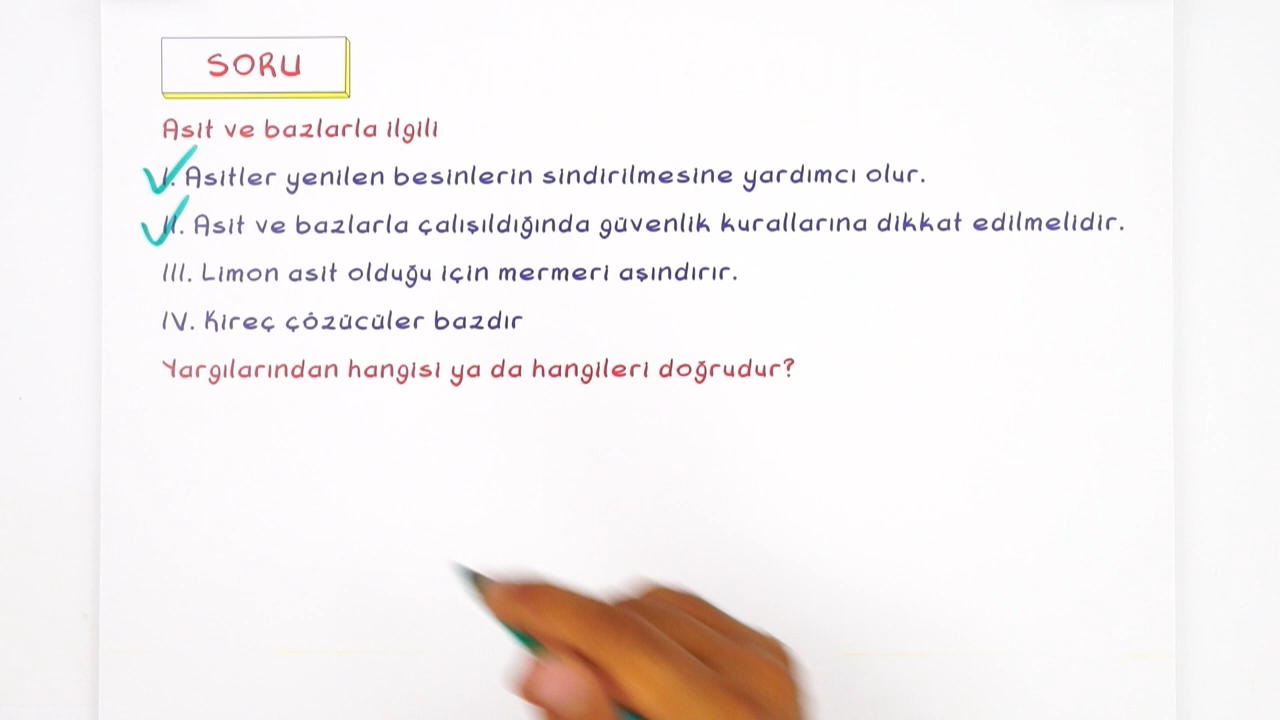 SORU
Asit ve bazlarla ilgili
I. Asitler yenilen besinlerin sindirilmesine yardımcı olur.
II. Asit ve bazlarla çalışıldığında güvenlik kurallarına dikkat edilmelidir.
III. Limon asit olduğu için mermeri aşındırır.
IV. Kireç çözücüler bazdır
Yargılarından hangisi ya da hangileri doğrudur?